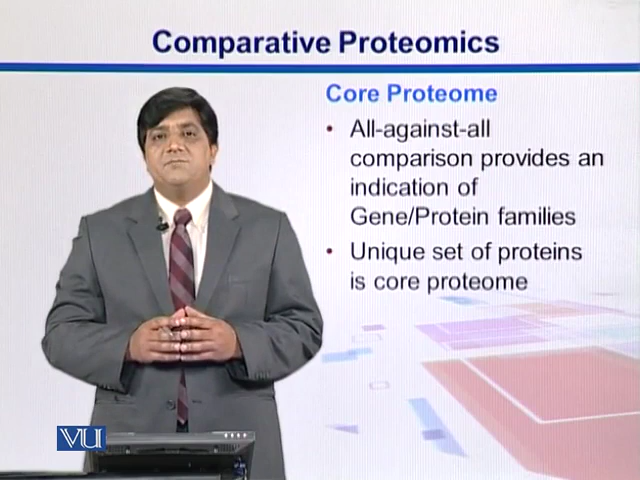 Comparative Proteomics
Core Proteome
• All-against-all
comparison provides an
indication of
Gene/Protein families
• Unique set of proteins
is core proteome
VU